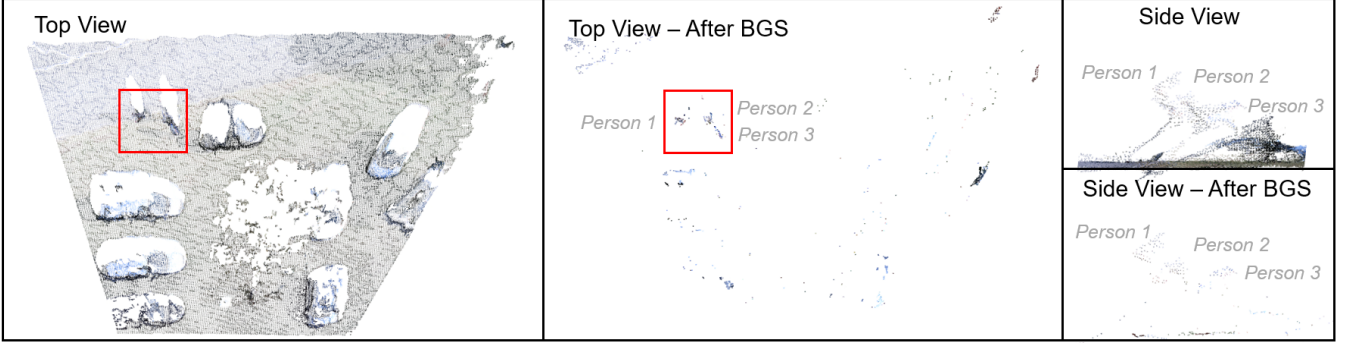 Top View
Top View – After BGS
Person 1
Person 2
Person 3
Side View
Person 1
Person 2
Person 3
Side View – After BGS
Person 1
Person 2
Person 3